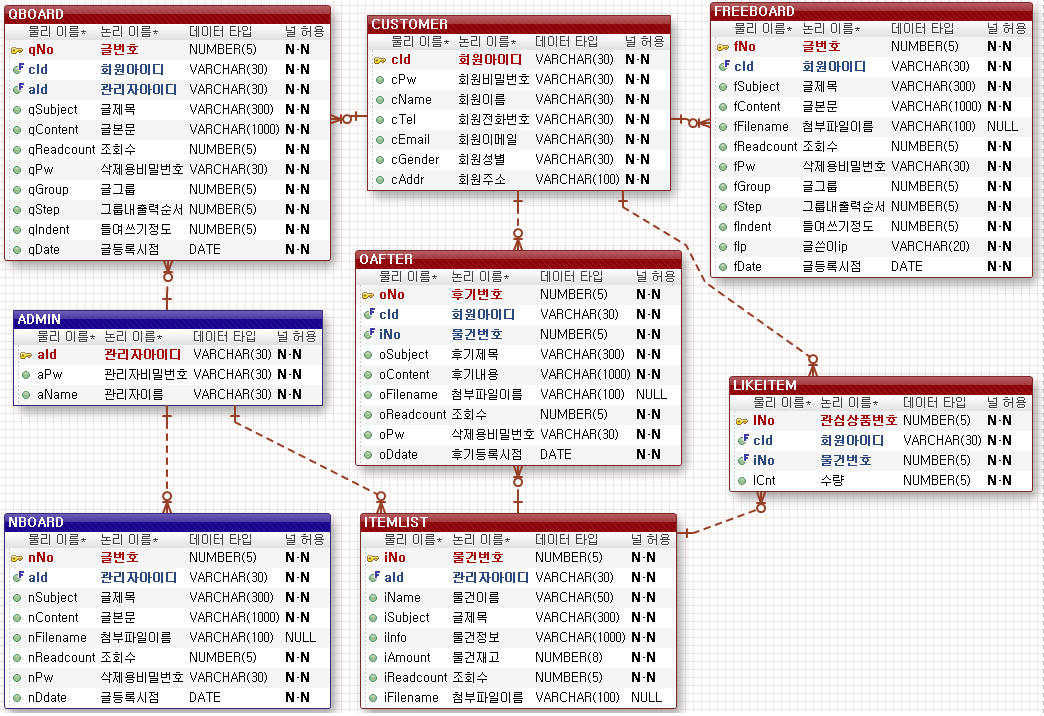 QBOARD
물리 이름* 논리 이름* 데이터 타입 널 허용
qNo 글번호 NUMBER(5) N-N
cId 회원아이디 VARCHAR(30) N-N
aId 관리자아이디 VARCHAR(30) N-N
qSubject 글제목 VARCHAR(300) N-N
qContent 글본문 VARCHAR(1000) N-N
qReadcount 조회수 NUMBER(5) N-N
qPw 삭제용비밀번호 VARCHAR(30) N-N
qGroup 글그룹 NUMBER(5) N-N
qStep 그룹내출력순서 NUMBER(5) N-N
qIndent 들여쓰기정도 NUMBER(5) N-N
qDate 글등록시점 DATE N-N
CUSTOMER
물리 이름* 논리 이름* 데이터 타입 널 허용
cId 회원아이디 VARCHAR(30) N-N
cPw 회원비밀번호 VARCHAR(30) N-N
cName 회원이름 VARCHAR(30) N-N
cTel 회원전화번호 VARCHAR(30) N-N
cEmail 회원이메일 VARCHAR(30) N-N
cGender 회원성별 VARCHAR(30) N-N
cAddr 회원주소 VARCHAR(100) N-N
FREEBOARD
물리 이름* 논리 이름* 데이터 타입 널 허용
fNo 글번호 NUMBER(5) N-N
cId 회원아이디 VARCHAR(30) N-N
fSubject 글제목 VARCHAR(300) N-N
fContent 글본문 VARCHAR(1000) N-N
fFilename 첨부파일이름 VARCHAR(100) NULL
fReadcount 조회수 NUMBER(5) N-N
fPw 삭제용비밀번호 VARCHAR(30) N-N
fGroup 글그룹 NUMBER(5) N-N
fStep 그룹내출력순서 NUMBER(5) N-N
fIndent 들여쓰기정도 NUMBER(5) N-N
fIp 글쓴이ip VARCHAR(20) N-N
fDate 글등록시점 DATE N-N
ADMIN
물리 이름* 논리 이름* 데이터 타입 널 허용
aId 관리자아이디 VARCHAR(30) N-N
aPw 관리자비밀번호 VARCHAR(30) N-N
aName 관리자이름 VARCHAR(30) N-N
OAFTER
물리 이름* 논리 이름* 데이터 타입 널 허용
oNo 후기번호 NUMBER(5) N-N
cId 회원아이디 VARCHAR(30) N-N
iNo 물건번호 NUMBER(5) N-N
oSubject 후기제목 VARCHAR(300) N-N
oContent 후기내용 VARCHAR(1000) N-N
oFilename 첨부파일이름 VARCHAR(100) NULL
oReadcount 조회수 NUMBER(5) N-N
oPw 삭제용비밀번호 VARCHAR(30) N-N
oDdate 후기등록시점 DATE N-N
LIKEITEM
물리 이름* 논리 이름* 데이터 타입 널 허용
lNo 관심상품번호 NUMBER(5) N-N
cId 회원아이디 VARCHAR(30) N-N
iNo 물건번호 NUMBER(5) N-N
lCnt 수량 NUMBER(5) N-N
NBOARD
물리 이름* 논리 이름* 데이터 타입 널 허용
nNo 글번호 NUMBER(5) N-N
aId 관리자아이디 VARCHAR(30) N-N
nSubject 글제목 VARCHAR(300) N-N
nContent 글본문 VARCHAR(1000) N-N
nFilename 첨부파일이름 VARCHAR(100) NULL
nReadcount 조회수 NUMBER(5) N-N
nPw 삭제용비밀번호 VARCHAR(30) N-N
nDdate 글등록시점 DATE N-N
ITEMLIST
물리 이름* 논리 이름* 데이터 타입 널 허용
iNo 물건번호 NUMBER(5) N-N
aId 관리자아이디 VARCHAR(30) N-N
iName 물건이름 VARCHAR(50) N-N
iSubject 글제목 VARCHAR(300) N-N
iInfo 물건정보 VARCHAR(1000) N-N
iAmount 물건재고 NUMBER(8) N-N
iReadcount 조회수 NUMBER(5) N-N
iFilename 첨부파일이름 VARCHAR(100) NULL